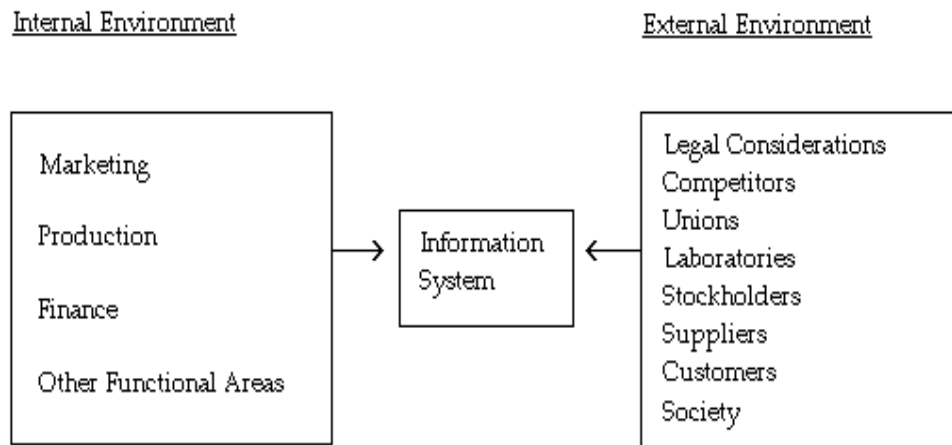 Internal Environment
External Environment
Marketing
Production
Finance
Other Functional Areas
Information
System
Legal Considerations
Competitors
Unions
Laboratories
Stockholders
Suppliers
Customers
Society